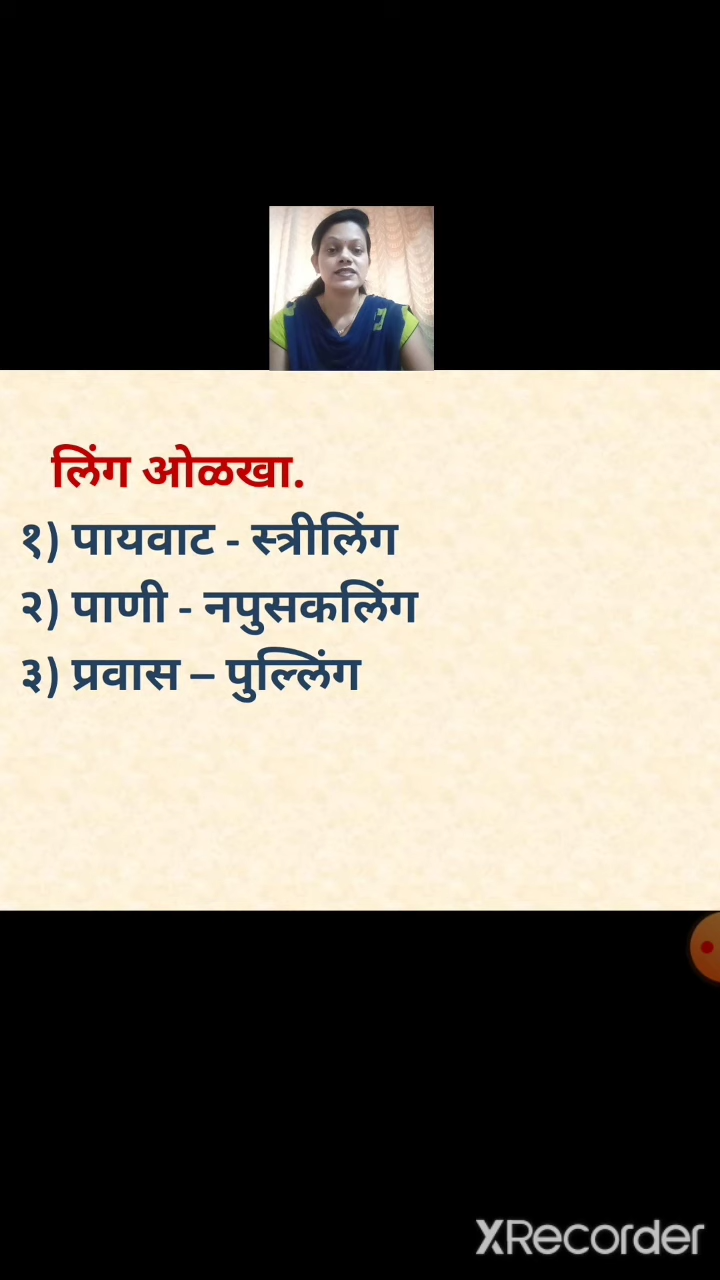 लिंग ओळखा.
१) पायवाट - स्त्रीलिंग
२) पाणी - नपुसकलिंग
३) प्रवास – पुल्लिंग
XRecorder